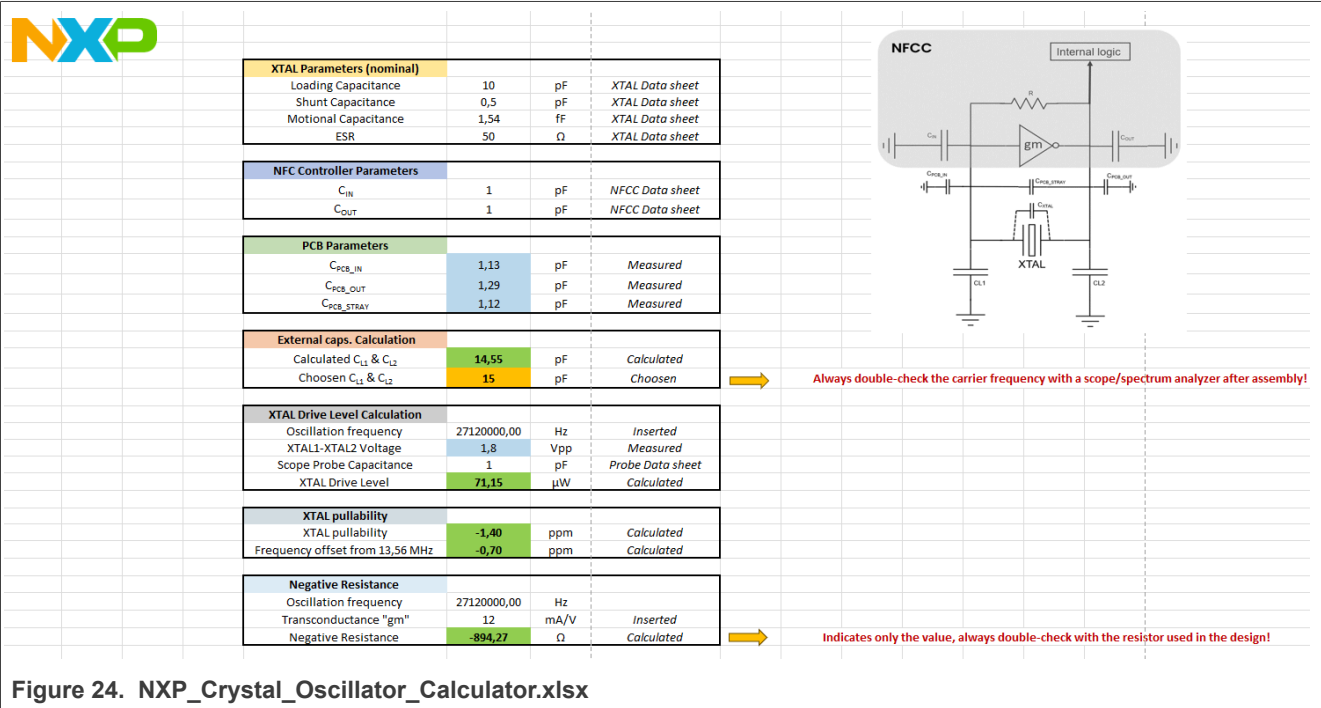 NXP
XTAL Parameters (nominal)
Loading Capacitance 10 pF XTAL Data sheet
Shunt Capacitance 0,5 pF XTAL Data sheet
Motional Capacitance 1,54 fF XTAL Data sheet
ESR 50 Ω XTAL Data sheet
NFC Controller Parameters
CIN 1 pF NFCC Data sheet
COUT 1 pF NFCC Data sheet
PCB Parameters
CPCB_IN 1,13 pF Measured
CPCB_OUT 1,29 pF Measured
CPCB_STRAY 1,12 pF Measured
External caps. Calculation
Calculated CL1 & CL2 14,55 pF Calculated
Choosen CL1 & CL2 15 pF Choosen
Always double-check the carrier frequency with a scope/spectrum analyzer after assembly!
XTAL Drive Level Calculation
Oscillation frequency 27120000,00 Hz Inserted
XTAL1-XTAL2 Voltage 1,8 Vpp Measured
Scope Probe Capacitance 1 pF Probe Data sheet
XTAL Drive Level 71,15 µW Calculated
XTAL pullability
XTAL pullability -1,40 ppm Calculated
Frequency offset from 13,56 MHz -0,70 ppm Calculated
Negative Resistance
Oscillation frequency 27120000,00 Hz
Transconductance "gm" 12 mA/V Inserted
Negative Resistance -894,27 Ω Calculated
Indicates only the value, always double-check with the resistor used in the design!
NFCC
Internal logic
R
CIN
gm
COUT
CPCB_IN
CPCB_STRAY
CPCB_OUT
CXTAL
XTAL
CL1
CL2
Figure 24. NXP_Crystal_Oscillator_Calculator.xlsx